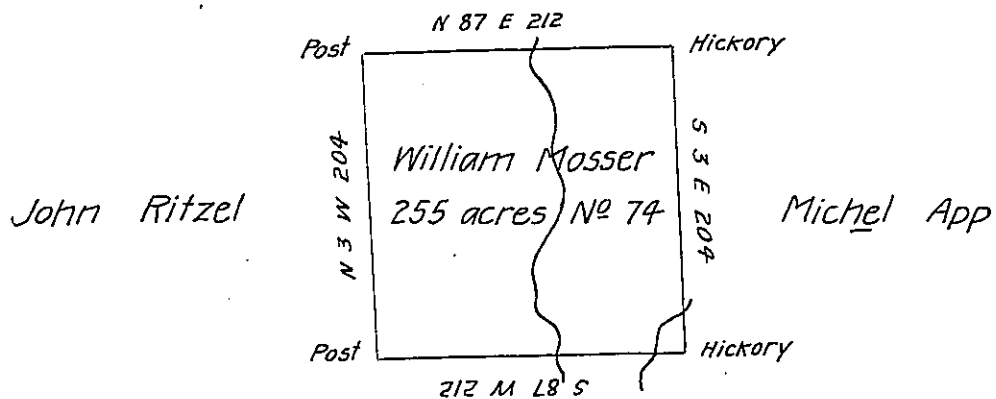 N 87 E 212
Post
Hickory
N 3 W 204
William Mosser
S 3 E 204
John Ritzel
255 acres Nº 74
Michel App
Post
Hickory
S 87 W 212